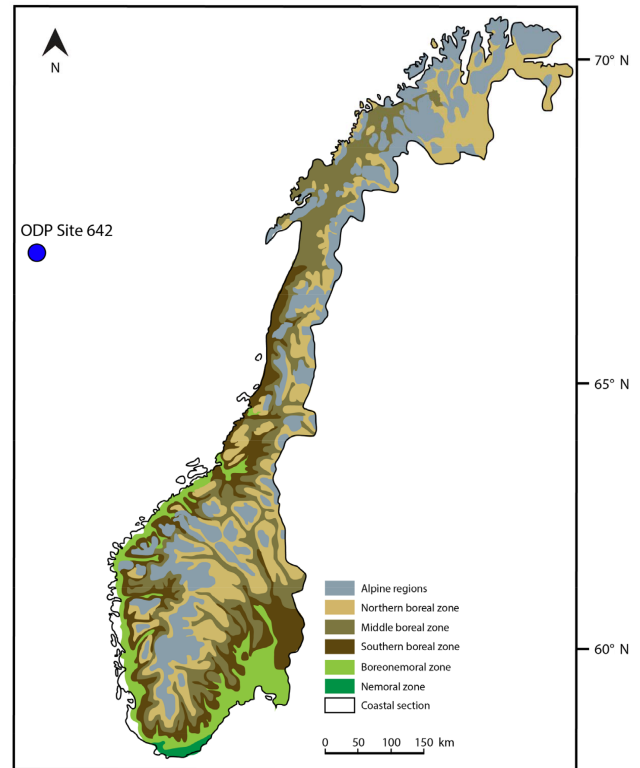 N
70° N
ODP Site 642
65° N
Alpine regions
Northern boreal zone
Middle boreal zone
Southern boreal zone
Boreonemoral zone
Nemoral zone
Coastal section
60° N
0 50 100 150 km